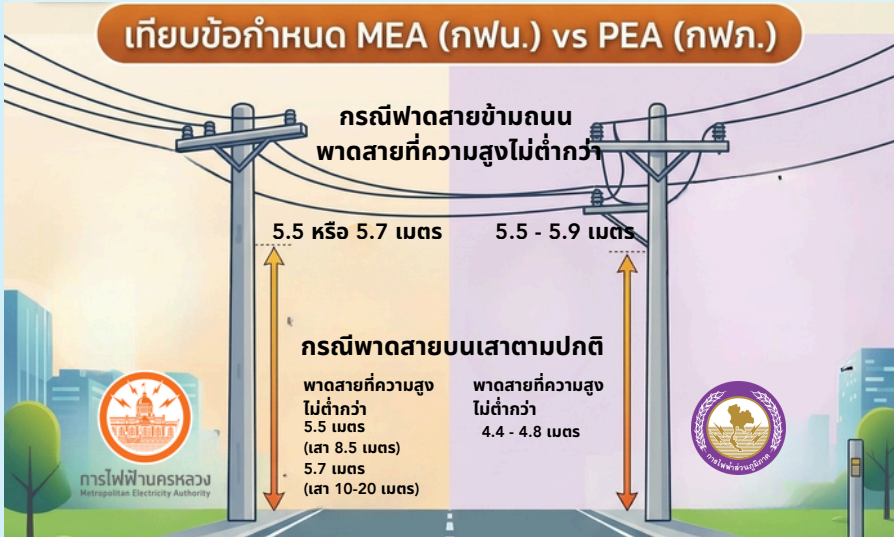 เทียบข้อกำหนด MEA (กฟน.) vs PEA (กฟภ.)
กรณีฟาดสายข้ามถนน
พาดสายที่ความสูงไม่ต่ำกว่า
5.5 หรือ 5.7 เมตร
5.5 - 5.9 เมตร
กรณีพาดสายบนเสาตามปกติ
พาดสายที่ความสูง
ไม่ต่ำกว่า
5.5 เมตร
(เสา 8.5 เมตร)
5.7 เมตร
(เสา 10-20 เมตร)
พาดสายที่ความสูง
ไม่ต่ำกว่า
4.4 - 4.8 เมตร
การไฟฟ้านครหลวง
Metropolitan Electricity Authority
การไฟฟ้าส่วนภูมิภาค